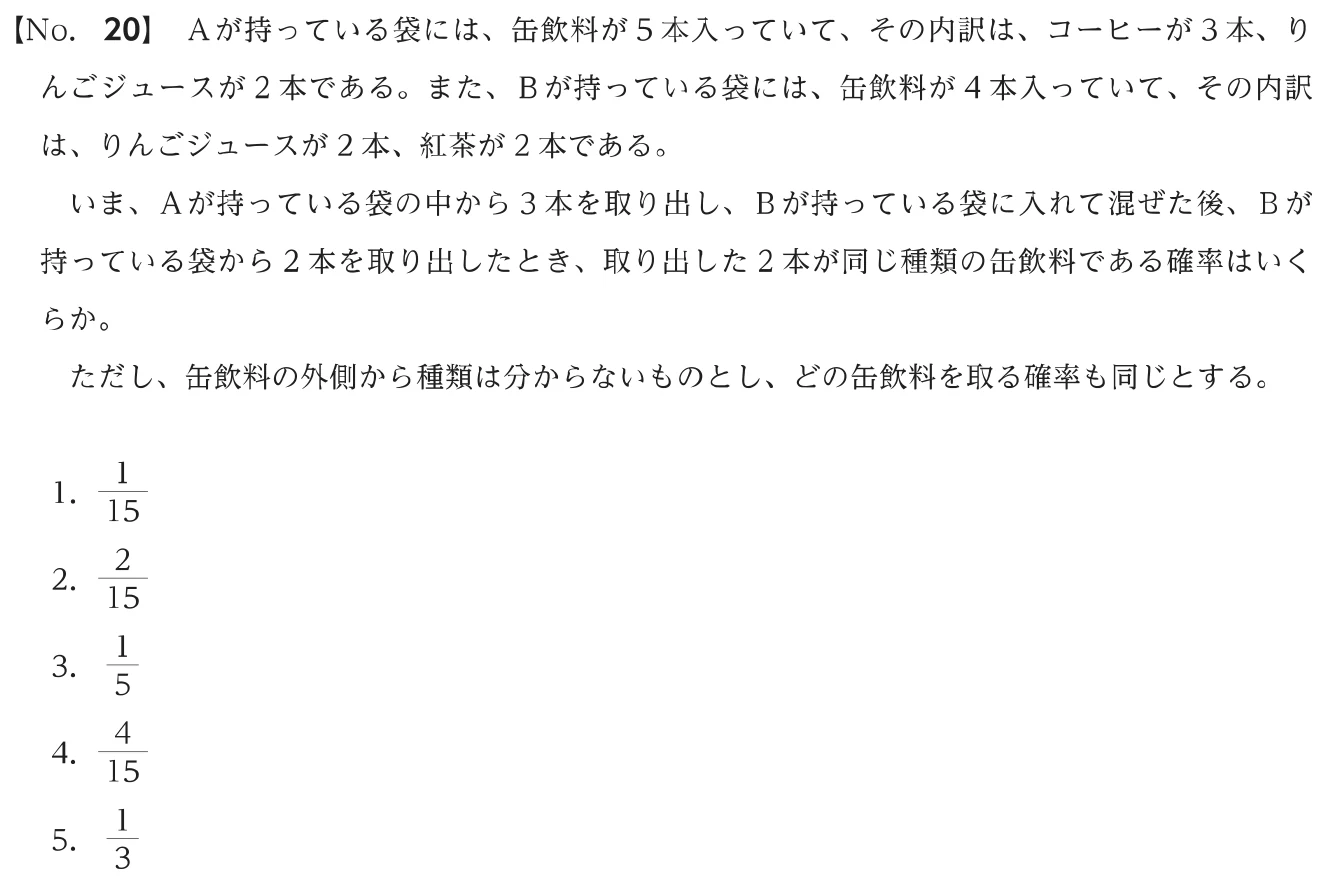 【No. 20】 Aが持っている袋には、缶飲料が5本入っていて、その内訳は、コーヒーが3本、り
んごジュースが2本である。また、Bが持っている袋には、缶飲料が4本入っていて、その内訳
は、りんごジュースが2本、紅茶が2本である。
いま、Aが持っている袋の中から3本を取り出し、Bが持っている袋に入れて混ぜた後、Bが
持っている袋から2本を取り出したとき、取り出した2本が同じ種類の缶飲料である確率はいく
らか。
ただし、缶飲料の外側から種類は分からないものとし、どの缶飲料を取る確率も同じとする。
1. 1/15
2. 2/15
3. 1/5
4. 4/15
5. 1/3